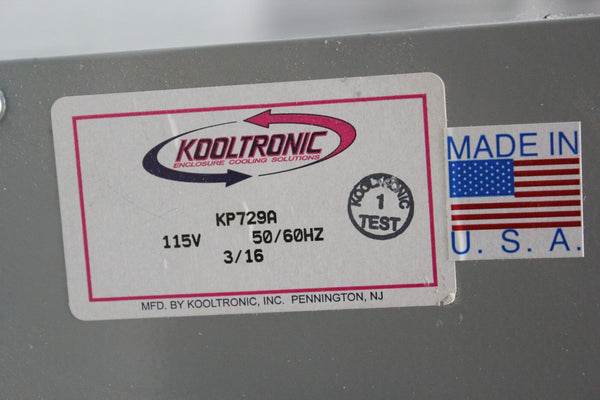 KOOLTRONIC
ENCLOSURE COOLING SOLUTIONS
KP729A
115V 50/60HZ
3/16
KOOLTRONIC
1
TEST
MFD. BY KOOLTRONIC, INC. PENNINGTON, NJ
MADE IN
U. S. A.